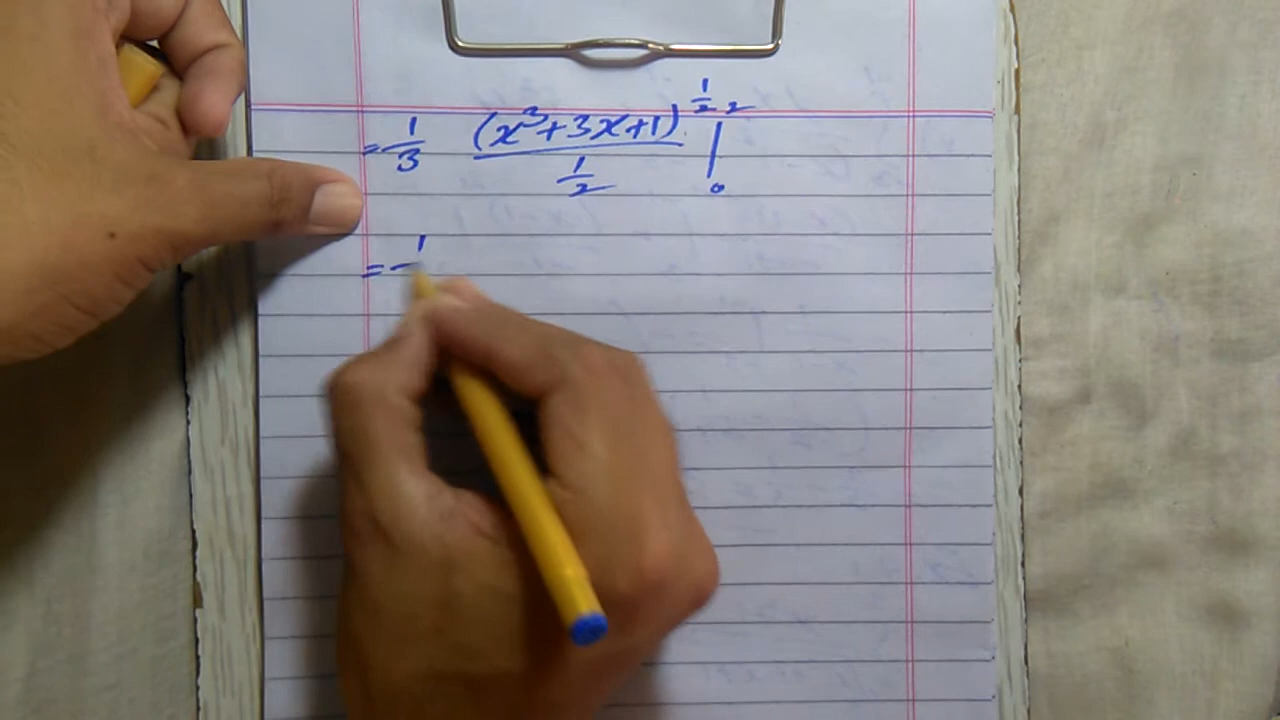 = 1/3 (x³+3x+1)^(1/2) / (1/2) |₀²
= 1/